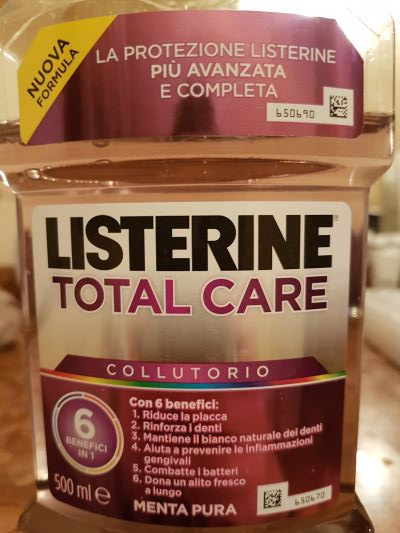 NUOVA
FORMULA
LA PROTEZIONE LISTERINE
PIÙ AVANZATA
E COMPLETA
650690
LISTERINE®
TOTAL CARE
COLLUTORIO
6
BENEFICI
IN 1
Con 6 benefici:
1. Riduce la placca
2. Rinforza i denti
3. Mantiene il bianco naturale dei denti
4. Aiuta a prevenire le infiammazioni
gengivali
5. Combatte i batteri
6. Dona un alito fresco
a lungo
500 ml ℮
MENTA PURA
650670